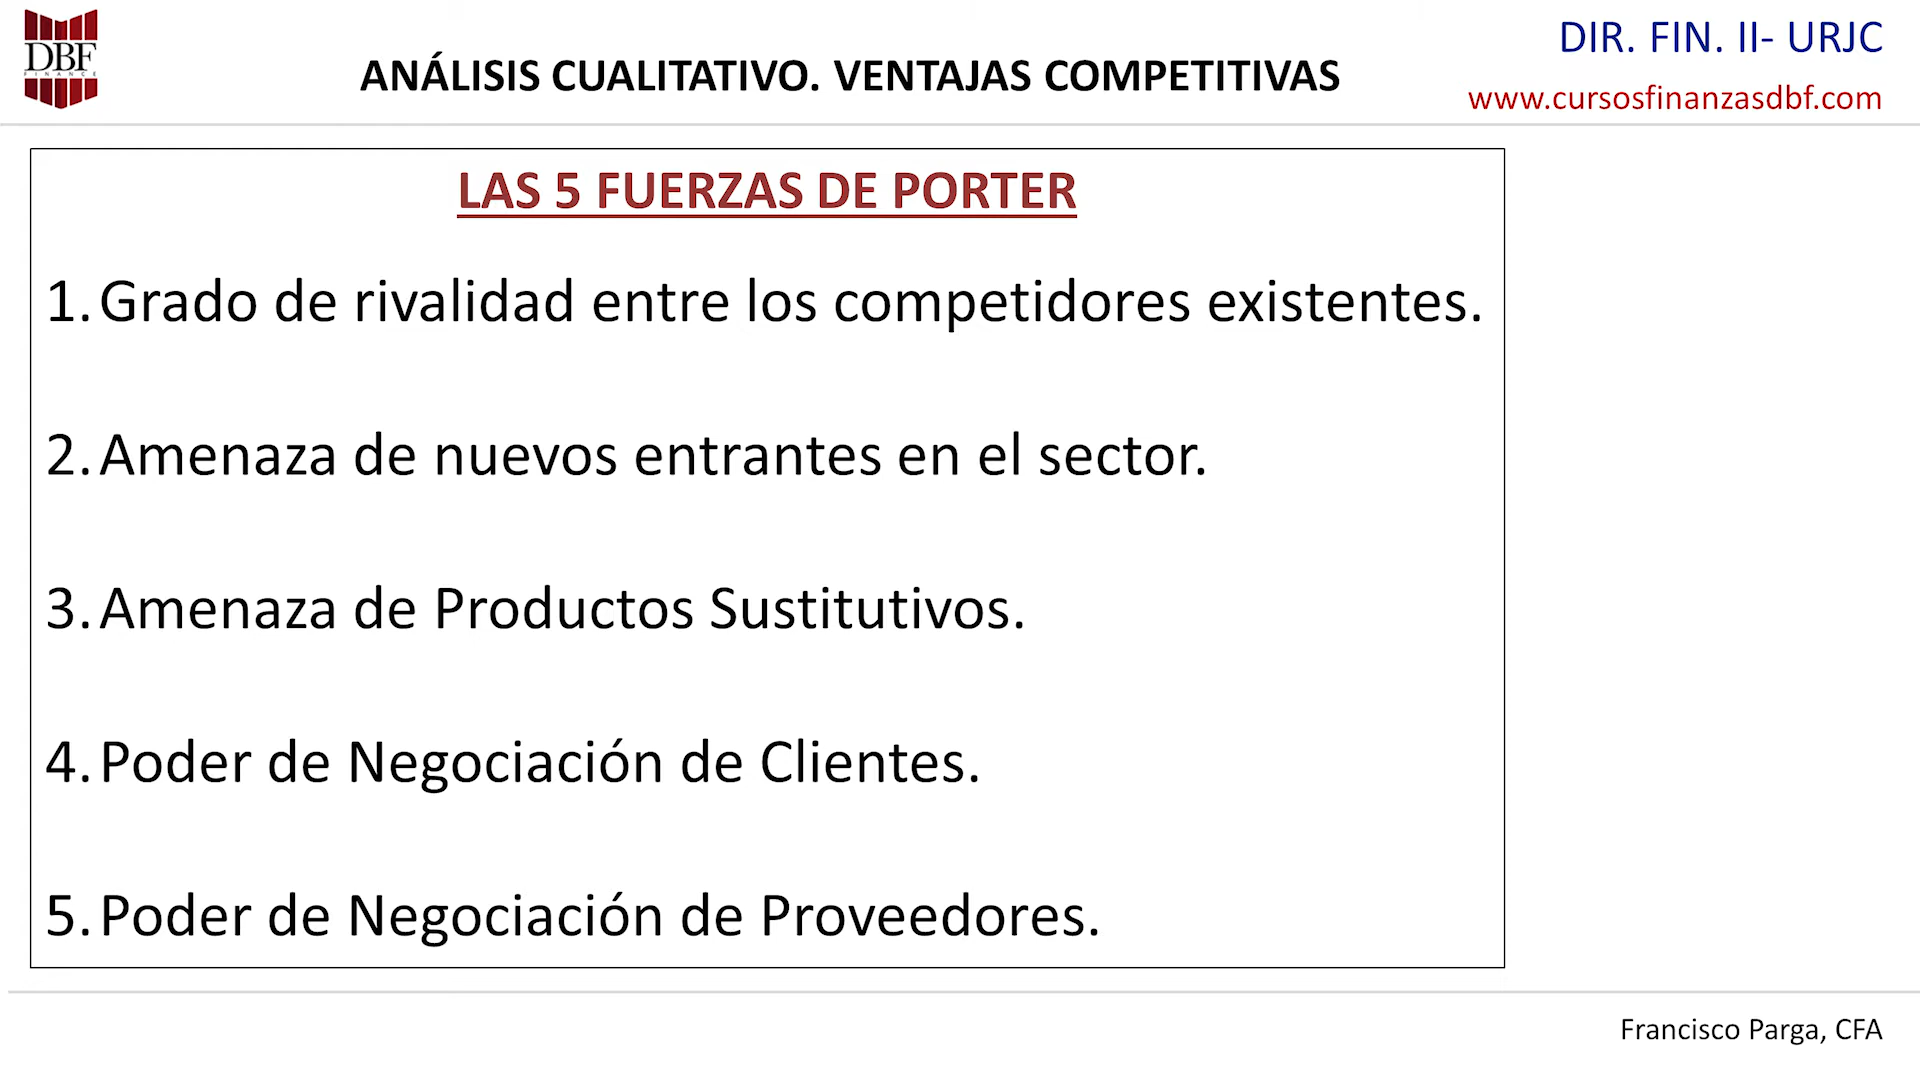 DBF
FINANCE
ANÁLISIS CUALITATIVO. VENTAJAS COMPETITIVAS
DIR. FIN. II- URJC
www.cursosfinanzasdbf.com
LAS 5 FUERZAS DE PORTER
1. Grado de rivalidad entre los competidores existentes.
2. Amenaza de nuevos entrantes en el sector.
3. Amenaza de Productos Sustitutivos.
4. Poder de Negociación de Clientes.
5. Poder de Negociación de Proveedores.
Francisco Parga, CFA